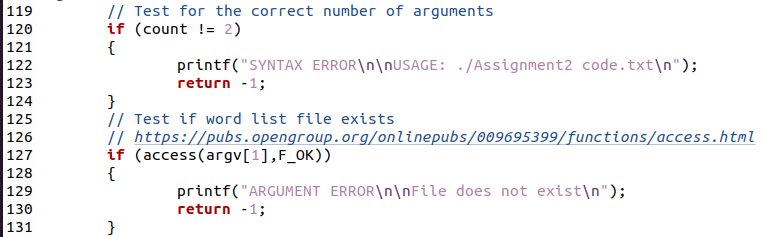 119 // Test for the correct number of arguments
120 if (count != 2)
121 {
122 printf("SYNTAX ERROR\n\nUSAGE: ./Assignment2 code.txt\n");
123 return -1;
124 }
125 // Test if word list file exists
126 // https://pubs.opengroup.org/onlinepubs/009695399/functions/access.html
127 if (access(argv[1],F_OK))
128 {
129 printf("ARGUMENT ERROR\n\nFile does not exist\n");
130 return -1;
131 }